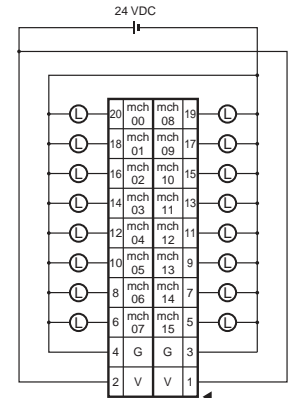 24 VDC
L 20 mch 00 mch 08 19 L
L 18 mch 01 mch 09 17 L
L 16 mch 02 mch 10 15 L
L 14 mch 03 mch 11 13 L
L 12 mch 04 mch 12 11 L
L 10 mch 05 mch 13 9 L
L 8 mch 06 mch 14 7 L
L 6 mch 07 mch 15 5 L
4 G G 3
2 V V 1